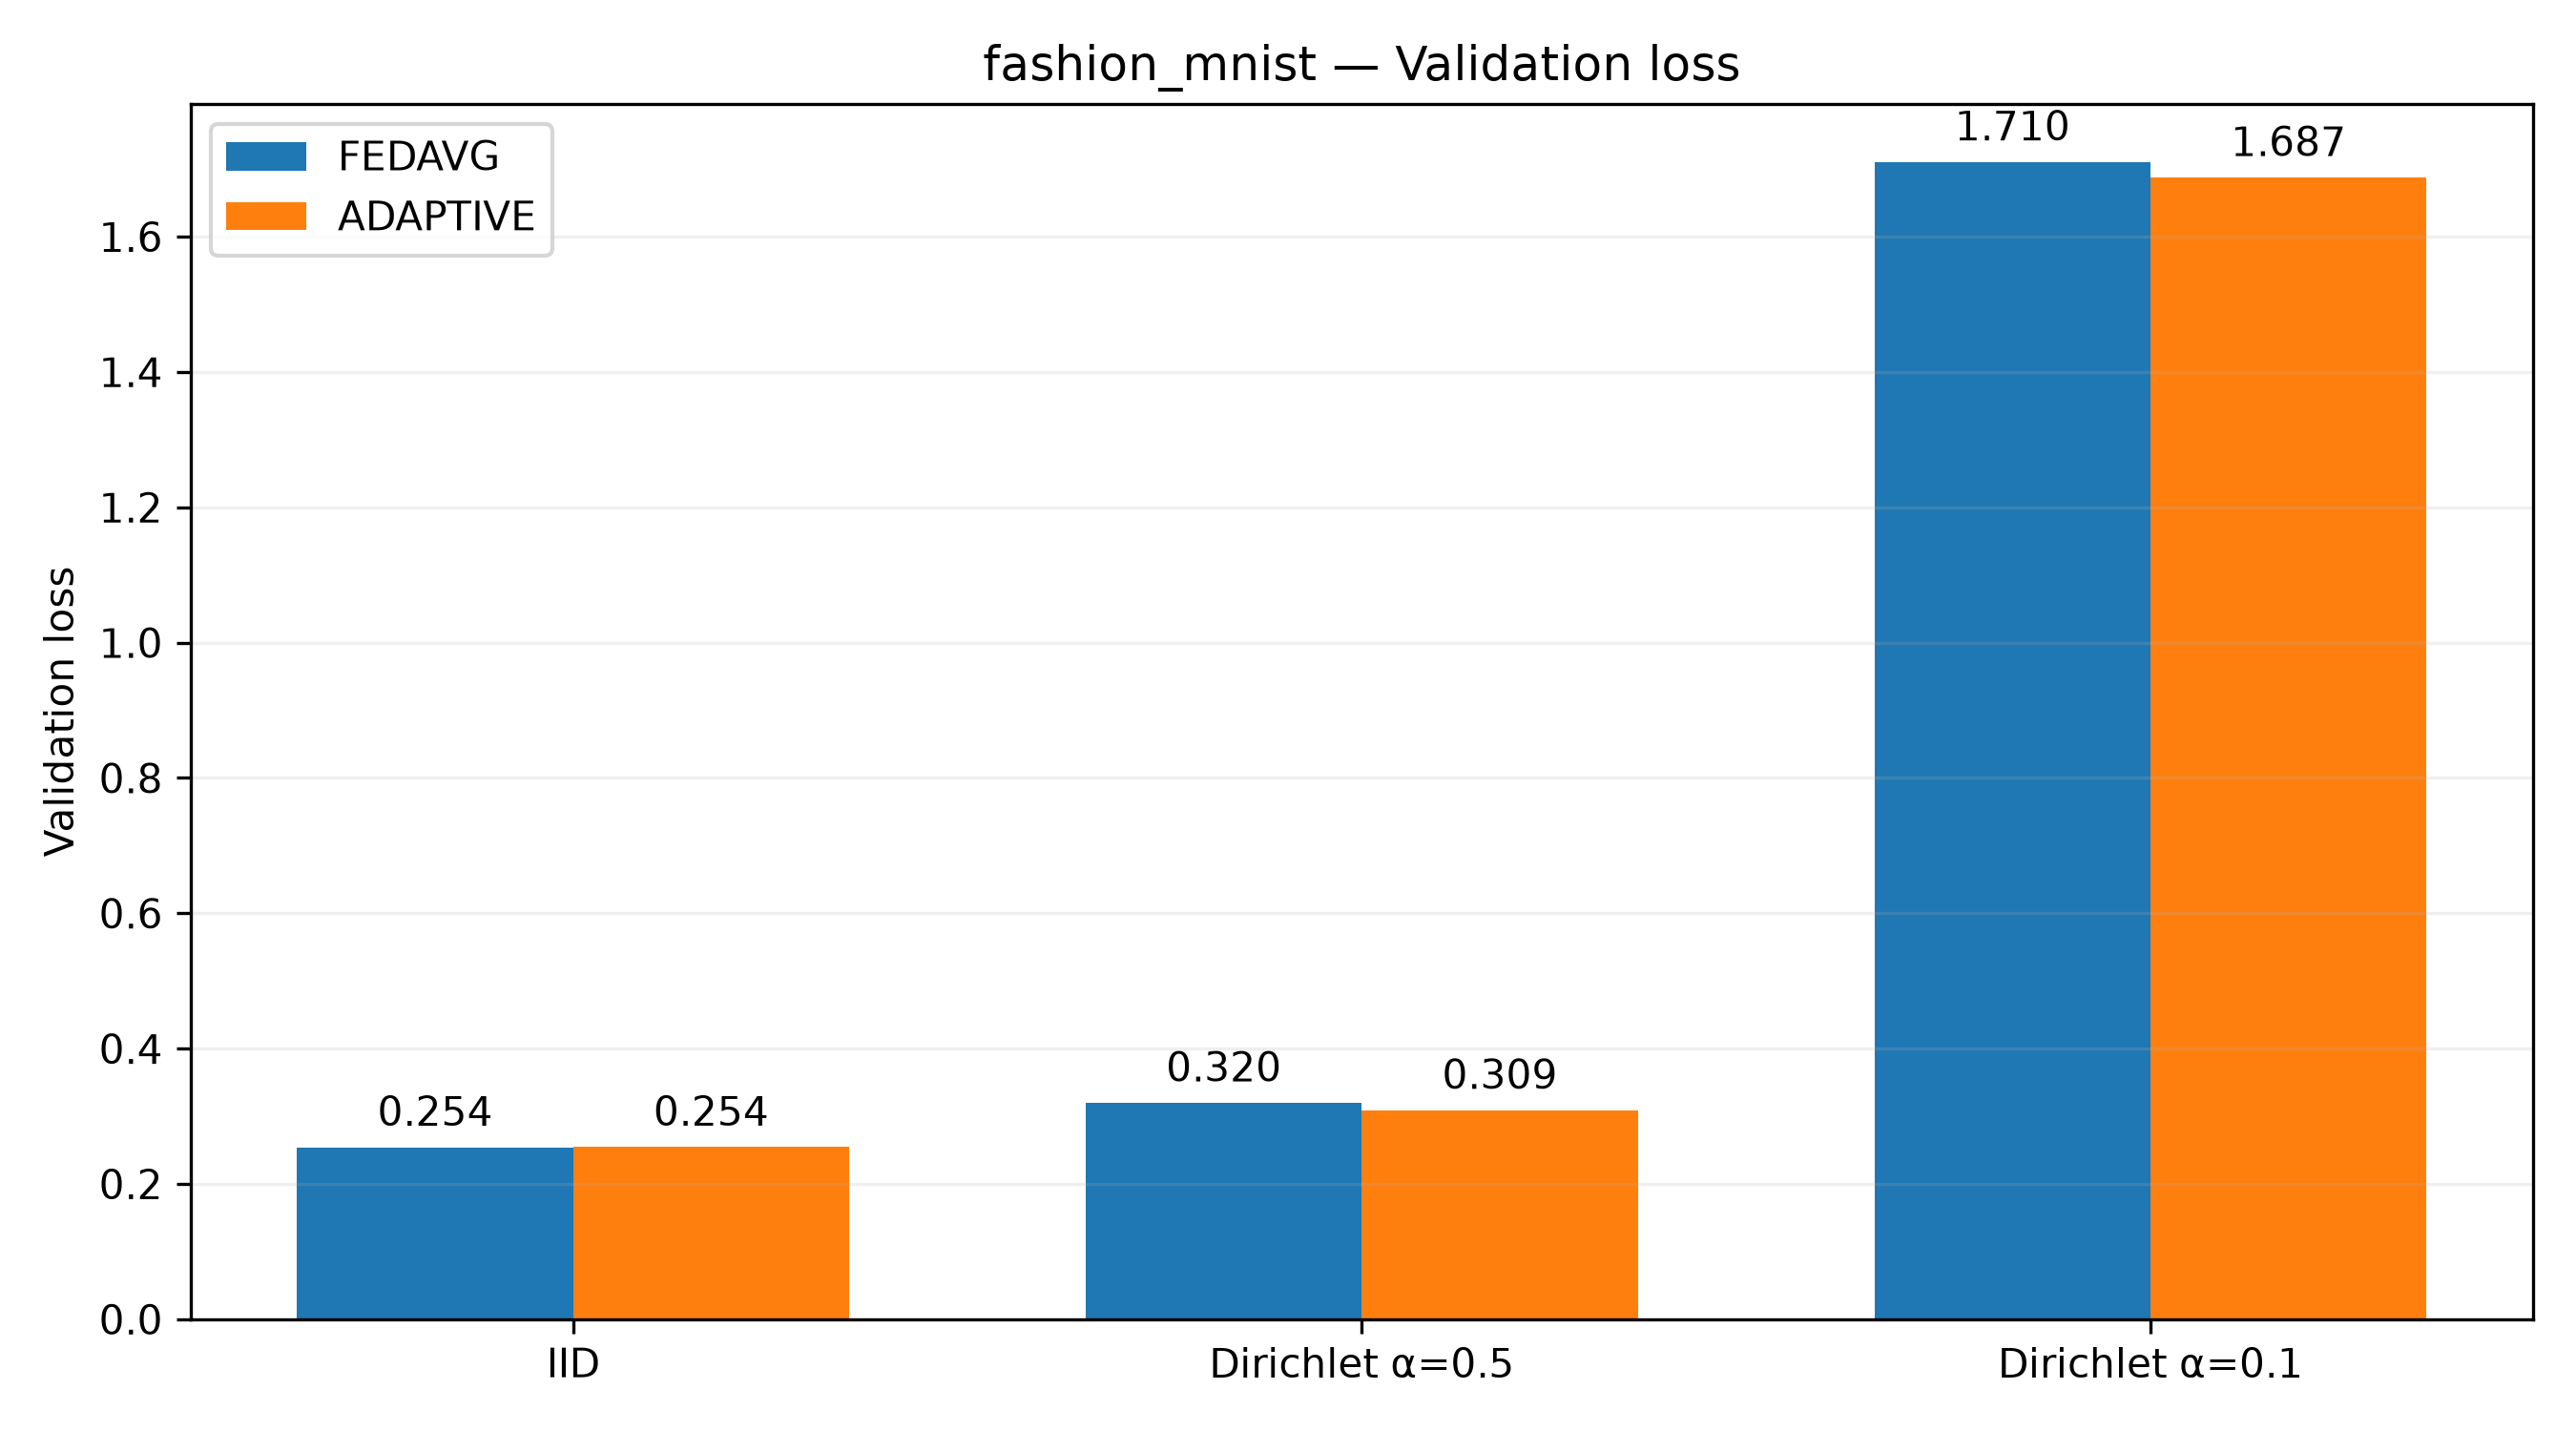 fashion_mnist — Validation loss
FEDAVG
ADAPTIVE
Validation loss
1.6
1.4
1.2
1.0
0.8
0.6
0.4
0.2
0.0
0.254
0.254
0.320
0.309
1.710
1.687
IID
Dirichlet α=0.5
Dirichlet α=0.1